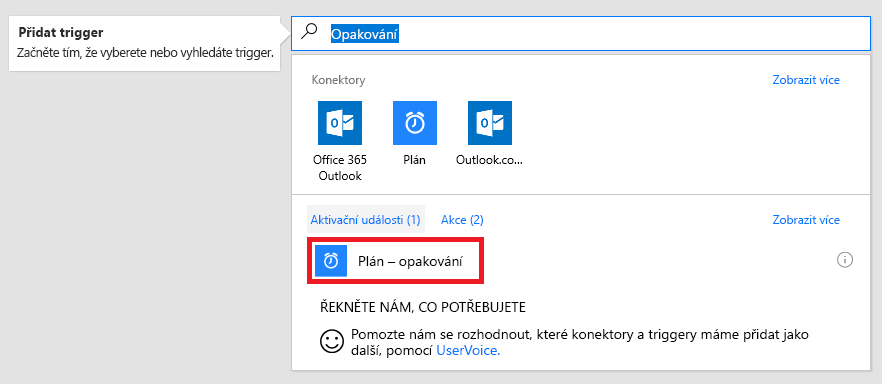 Přidat trigger
Začněte tím, že vyberete nebo vyhledáte trigger.
Opakování
Konektory
Zobrazit více
Office 365
Outlook
Plán
Outlook.co...
Aktivační události (1)
Akce (2)
Zobrazit více
Plán – opakování
ŘEKNĚTE NÁM, CO POTŘEBUJETE
Pomozte nám se rozhodnout, které konektory a triggery máme přidat jako
další, pomocí UserVoice.